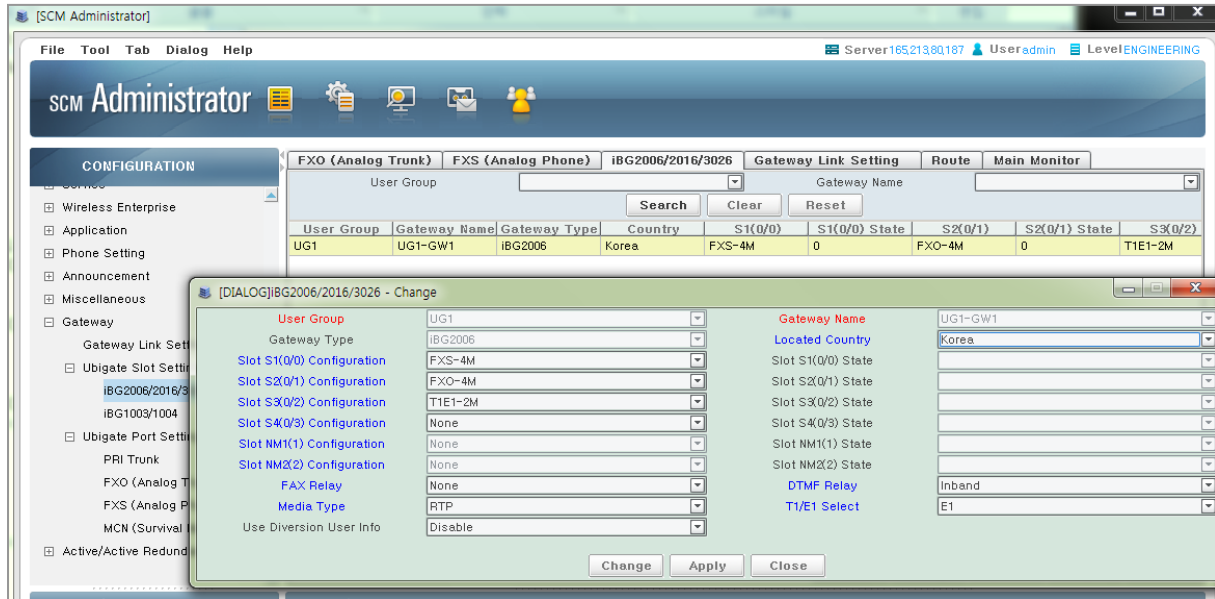 [SCM Administrator]
File Tool Tab Dialog Help
Server165,213,80,187 Useradmin LevelENGINEERING
SCM Administrator
CONFIGURATION
Wireless Enterprise
Application
Phone Setting
Announcement
Miscellaneous
Gateway
Gateway Link Sett
Ubigate Slot Settin
iBG2006/2016/3
iBG1003/1004
Ubigate Port Settin
PRI Trunk
FXO (Analog T
FXS (Analog P
MCN (Survival
Active/Active Redund
FXO (Analog Trunk) FXS (Analog Phone) iBG2006/2016/3026 Gateway Link Setting Route Main Monitor
User Group Gateway Name
Search Clear Reset
User Group Gateway Name Gateway Type Country S1(0/0) S1(0/0) State S2(0/1) S2(0/1) State S3(0/2)
UG1 UG1-GW1 iBG2006 Korea FXS-4M 0 FXO-4M 0 T1E1-2M
[DIALOG]iBG2006/2016/3026 - Change
User Group UG1 Gateway Name UG1-GW1
Gateway Type iBG2006 Located Country Korea
Slot S1(0/0) Configuration FXS-4M Slot S1(0/0) State
Slot S2(0/1) Configuration FXO-4M Slot S2(0/1) State
Slot S3(0/2) Configuration T1E1-2M Slot S3(0/2) State
Slot S4(0/3) Configuration None Slot S4(0/3) State
Slot NM1(1) Configuration None Slot NM1(1) State
Slot NM2(2) Configuration None Slot NM2(2) State
FAX Relay None DTMF Relay Inband
Media Type RTP T1/E1 Select E1
Use Diversion User Info Disable
Change Apply Close